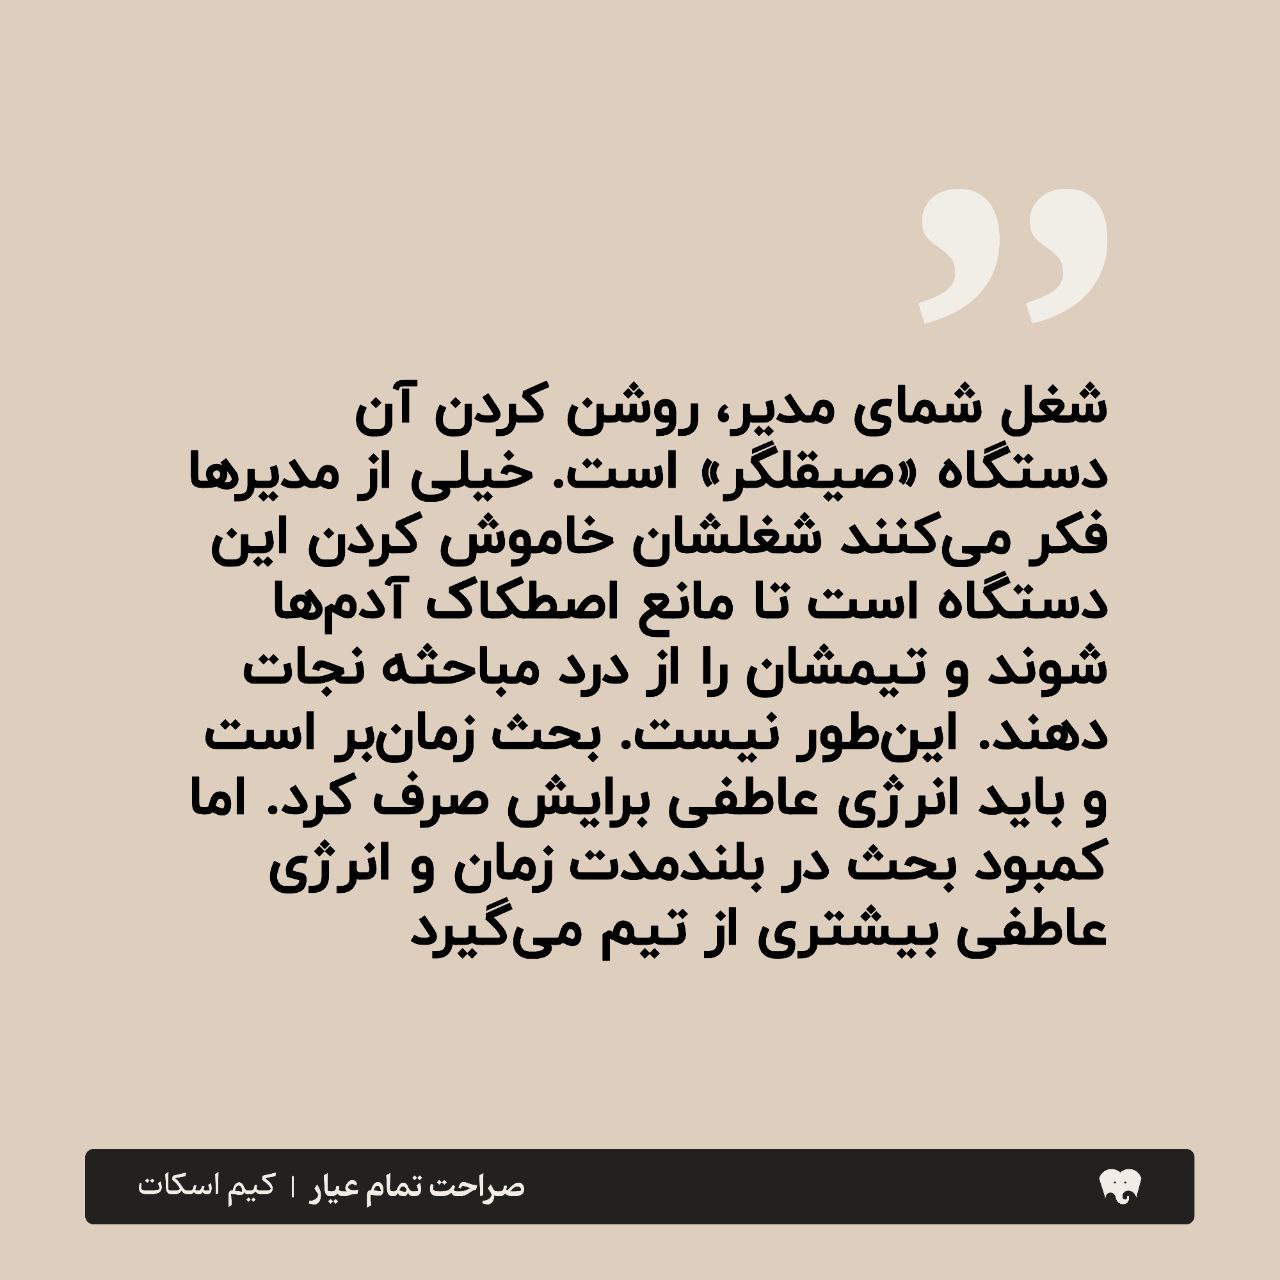 ”
شغل شمای مدیر، روشن کردن آن
دستگاه «صیقلگر» است. خیلی از مدیرها
فکر می‌کنند شغلشان خاموش کردن این
دستگاه است تا مانع اصطکاک آدم‌ها
شوند و تیمشان را از درد مباحثه نجات
دهند. این‌طور نیست. بحث زمان‌بر است
و باید انرژی عاطفی برایش صرف کرد. اما
کمبود بحث در بلندمدت زمان و انرژی
عاطفی بیشتری از تیم می‌گیرد
صراحت تمام عیار | کیم اسکات